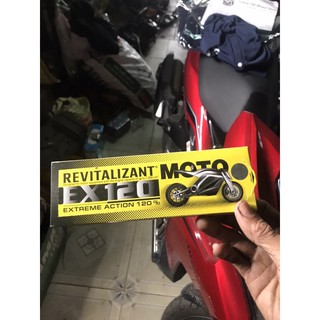 REVITALIZANT MOTO
EX120
EXTREME ACTION 120%